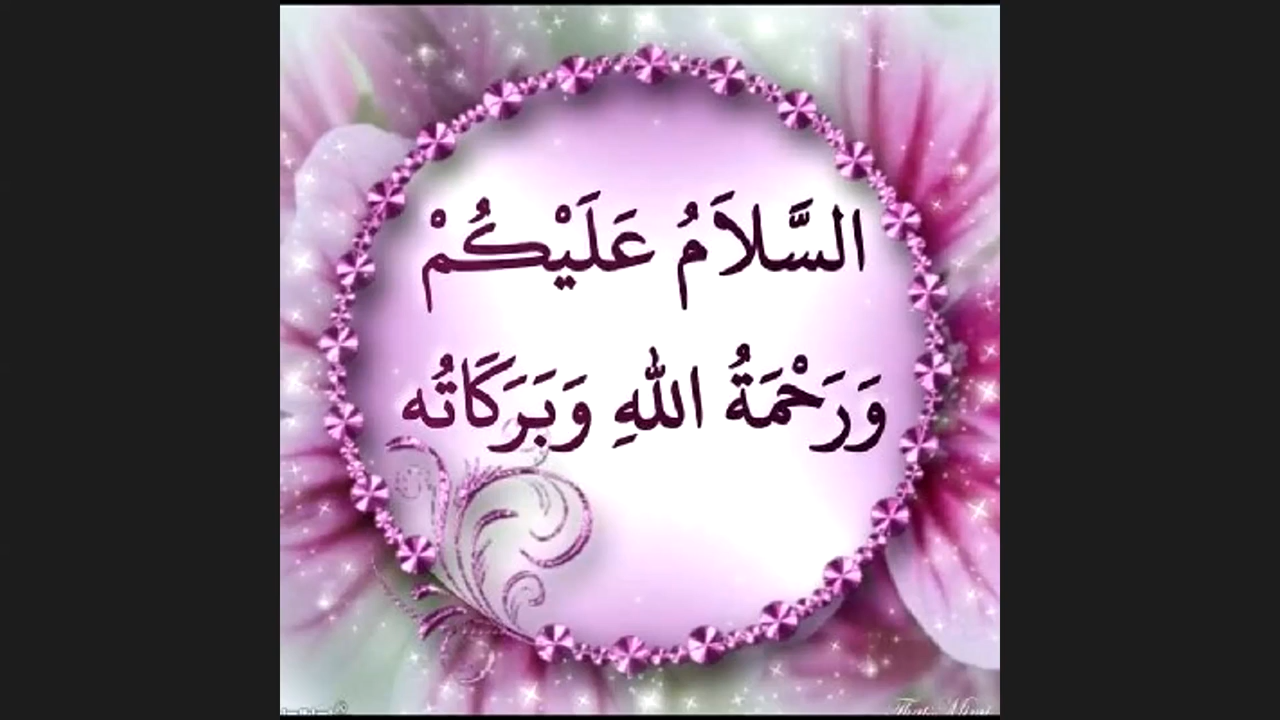 السَّلاَمُ عَلَيْكُمْ
وَرَحْمَةُ اللهِ وَبَرَكَاتُه